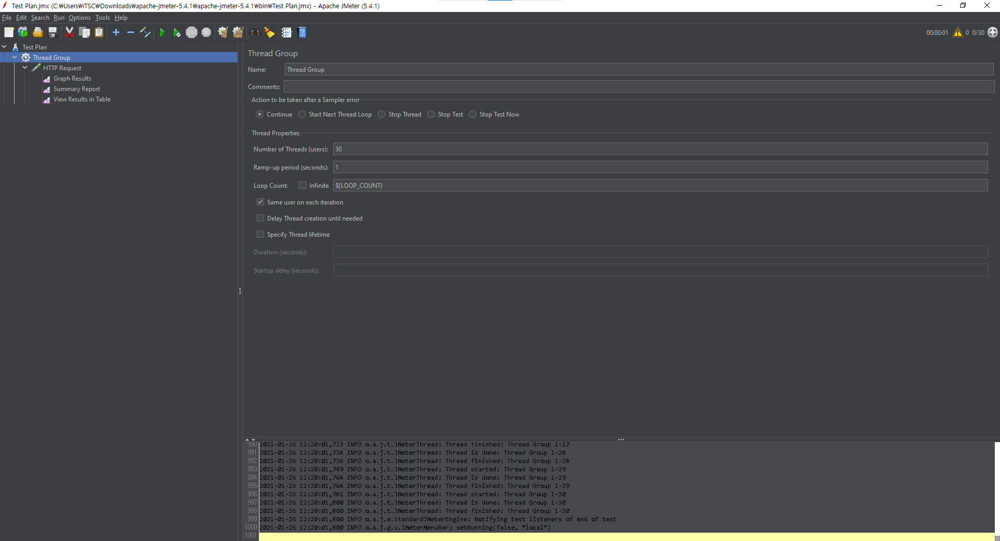 Test Plan.jmx (C:₩Users₩ITSC₩Downloads₩apache-jmeter-5.4.1₩apache-jmeter-5.4.1₩bin₩Test Plan.jmx) - Apache JMeter (5.4.1)
File Edit Search Run Options Tools Help
STOP
00:00:01 0 0/30
Test Plan
Thread Group
HTTP Request
Graph Results
Summary Report
View Results in Table
Thread Group
Name: Thread Group
Comments:
Action to be taken after a Sampler error
Continue Start Next Thread Loop Stop Thread Stop Test Stop Test Now
Thread Properties
Number of Threads (users): 30
Ramp-up period (seconds): 1
Loop Count: Infinite ${LOOP_COUNT}
Same user on each iteration
Delay Thread creation until needed
Specify Thread lifetime
Duration (seconds):
Startup delay (seconds):
990 2021-01-26 12:20:01,723 INFO o.a.j.t.JMeterThread: Thread finished: Thread Group 1-27
991 2021-01-26 12:20:01,738 INFO o.a.j.t.JMeterThread: Thread is done: Thread Group 1-28
992 2021-01-26 12:20:01,738 INFO o.a.j.t.JMeterThread: Thread finished: Thread Group 1-28
993 2021-01-26 12:20:01,749 INFO o.a.j.t.JMeterThread: Thread started: Thread Group 1-29
994 2021-01-26 12:20:01,764 INFO o.a.j.t.JMeterThread: Thread is done: Thread Group 1-29
995 2021-01-26 12:20:01,764 INFO o.a.j.t.JMeterThread: Thread finished: Thread Group 1-29
996 2021-01-26 12:20:01,782 INFO o.a.j.t.JMeterThread: Thread started: Thread Group 1-30
997 2021-01-26 12:20:01,800 INFO o.a.j.t.JMeterThread: Thread is done: Thread Group 1-30
998 2021-01-26 12:20:01,800 INFO o.a.j.t.JMeterThread: Thread finished: Thread Group 1-30
999 2021-01-26 12:20:01,800 INFO o.a.j.e.StandardJMeterEngine: Notifying test listeners of end of test
1000 2021-01-26 12:20:01,800 INFO o.a.j.g.u.JMeterMenuBar: setRunning(false, *local*)
1001